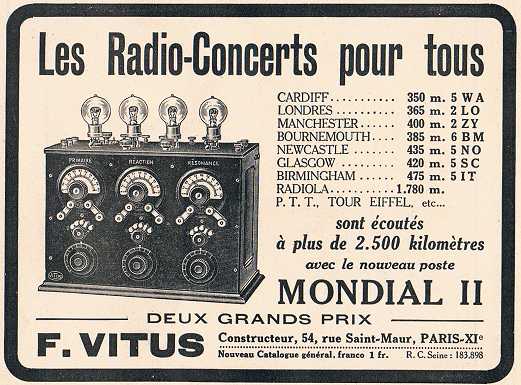 Les Radio-Concerts pour tous
CARDIFF........... 350 m. 5 WA
LONDRES.......... 365 m. 2 LO
MANCHESTER...... 400 m. 2 ZY
BOURNEMOUTH.... 385 m. 6 BM
NEWCASTLE....... 435 m. 5 NO
GLASGOW......... 420 m. 5 SC
BIRMINGHAM...... 475 m. 5 IT
RADIOLA.......... 1.780 m.
P. T. T., TOUR EIFFEL, etc...
sont écoutés
à plus de 2.500 kilomètres
avec le nouveau poste
MONDIAL II
PRIMAIRE RÉACTION RÉSONANCE
VITUS
DEUX GRANDS PRIX
F. VITUS
Constructeur, 54, rue Saint-Maur, PARIS-XIe
Nouveau Catalogue général, franco 1 fr. R. C. Seine : 183.898